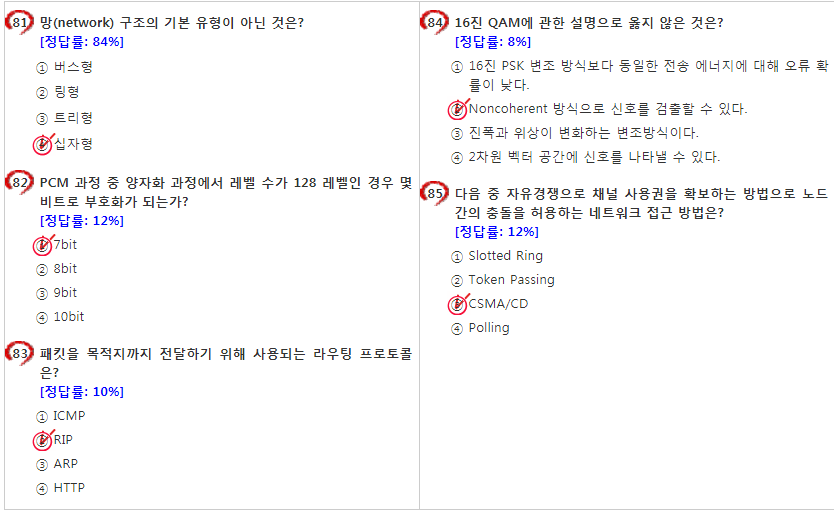 81 망(network) 구조의 기본 유형이 아닌 것은?
[정답률: 84%]
① 버스형
② 링형
③ 트리형
④ 십자형
82 PCM 과정 중 양자화 과정에서 레벨 수가 128 레벨인 경우 몇
비트로 부호화가 되는가?
[정답률: 12%]
① 7bit
② 8bit
③ 9bit
④ 10bit
83 패킷을 목적지까지 전달하기 위해 사용되는 라우팅 프로토콜
은?
[정답률: 10%]
① ICMP
② RIP
③ ARP
④ HTTP
84 16진 QAM에 관한 설명으로 옳지 않은 것은?
[정답률: 8%]
① 16진 PSK 변조 방식보다 동일한 전송 에너지에 대해 오류 확
률이 낮다.
② Noncoherent 방식으로 신호를 검출할 수 있다.
③ 진폭과 위상이 변화하는 변조방식이다.
④ 2차원 벡터 공간에 신호를 나타낼 수 있다.
85 다음 중 자유경쟁으로 채널 사용권을 확보하는 방법으로 노드
간의 충돌을 허용하는 네트워크 접근 방법은?
[정답률: 12%]
① Slotted Ring
② Token Passing
③ CSMA/CD
④ Polling